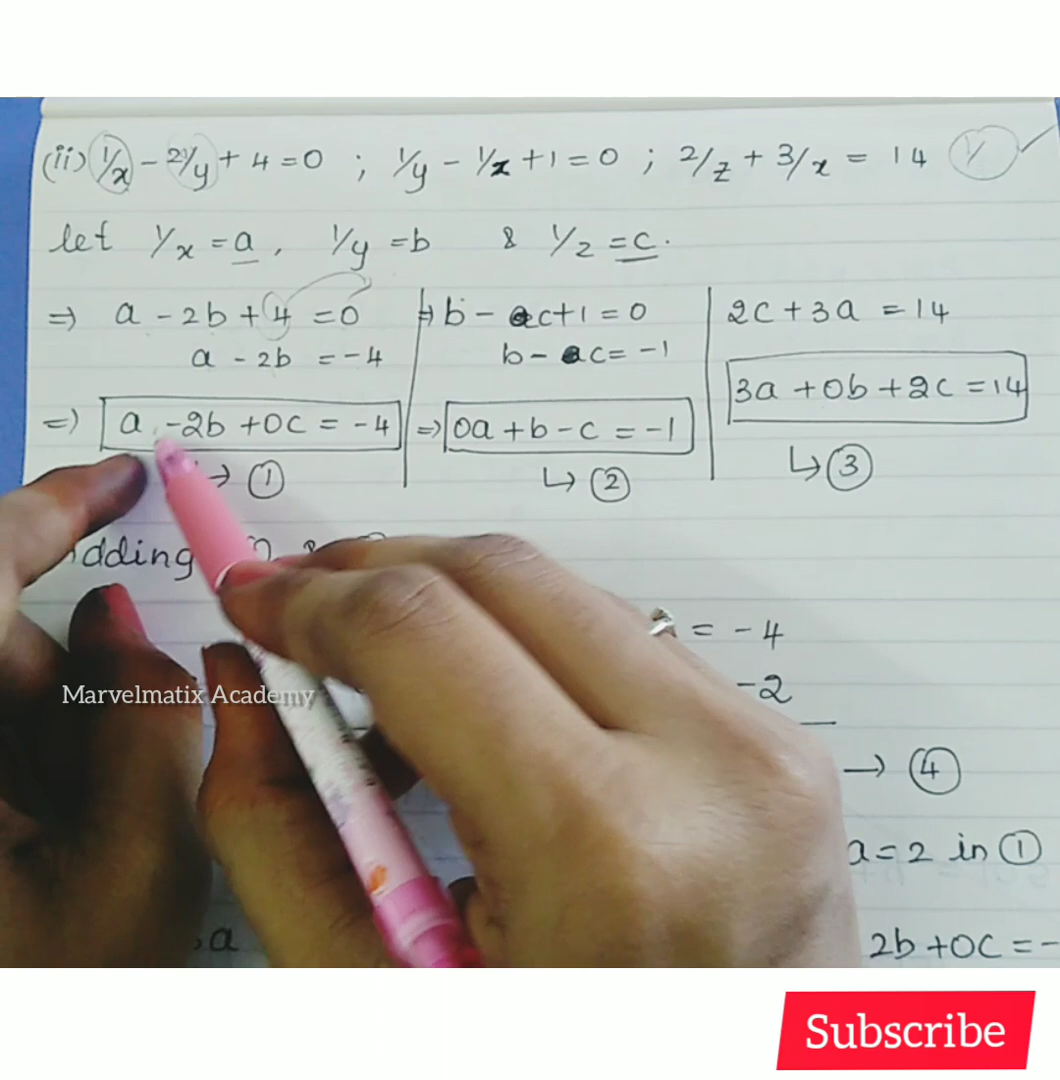 (ii) 1/x - 2/y + 4 = 0 ; 1/y - 1/z + 1 = 0 ; 2/z + 3/x = 14
let 1/x = a, 1/y = b & 1/z = c.
⇒ a - 2b + 4 = 0 ⇒ b - c + 1 = 0 2c + 3a = 14
a - 2b = -4 b - c = -1
3a + 0b + 2c = 14
⇒ a - 2b + 0c = -4 ⇒ 0a + b - c = -1
→ ① ↳ ② ↳ ③
= -4
Marvelmatix Academy -2
→ ④
a = 2 in ①
a 2b + 0c = -
Subscribe